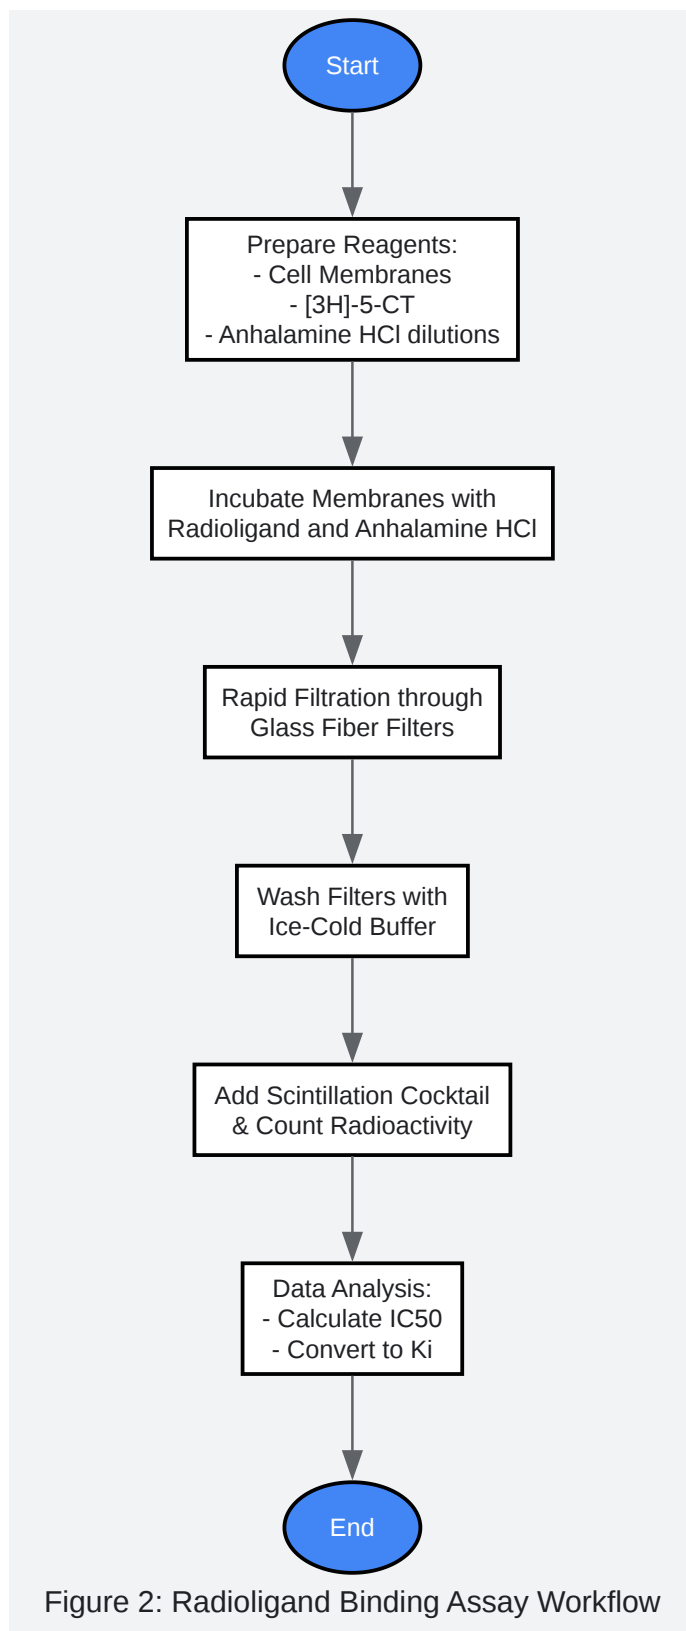 Start
Prepare Reagents:
- Cell Membranes
- [3H]-5-CT
- Anhalamine HCl dilutions
Incubate Membranes with
Radioligand and Anhalamine HCl
Rapid Filtration through
Glass Fiber Filters
Wash Filters with
Ice-Cold Buffer
Add Scintillation Cocktail
& Count Radioactivity
Data Analysis:
- Calculate IC50
- Convert to Ki
End
Figure 2: Radioligand Binding Assay Workflow